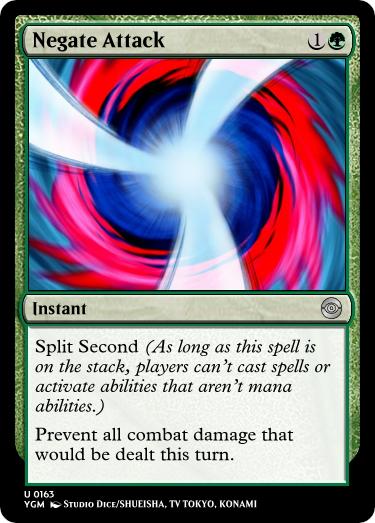 Negate Attack 1
Instant
Split Second (As long as this spell is
on the stack, players can't cast spells or
activate abilities that aren't mana
abilities.)
Prevent all combat damage that
would be dealt this turn.
U 0163
YGM Studio Dice/SHUEISHA, TV TOKYO, KONAMI